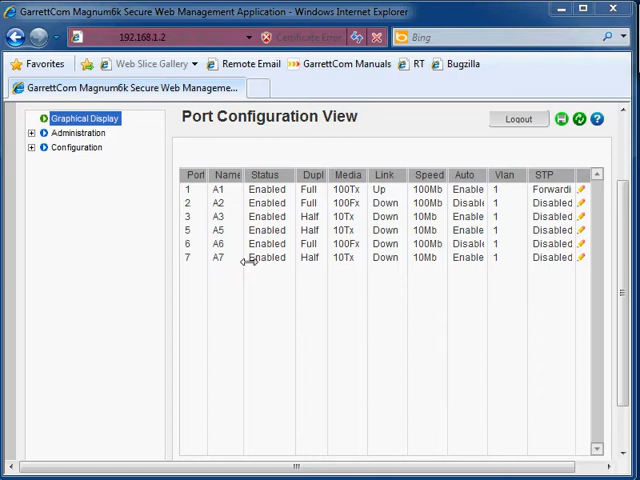 GarrettCom Magnum6k Secure Web Management Application - Windows Internet Explorer
192.168.1.2 Certificate Error Bing
Favorites Web Slice Gallery Remote Email GarrettCom Manuals RT Bugzilla
GarrettCom Magnum6k Secure Web Manageme...
Graphical Display
Administration
Configuration
Port Configuration View
Logout
Port Name Status Dupl Media Link Speed Auto Vlan STP
1 A1 Enabled Full 100Tx Up 100Mb Enable 1 Forwardi
2 A2 Enabled Full 100Fx Down 100Mb Disable 1 Disabled
3 A3 Enabled Half 10Tx Down 10Mb Enable 1 Disabled
5 A5 Enabled Half 10Tx Down 10Mb Enable 1 Disabled
6 A6 Enabled Full 100Fx Down 100Mb Disable 1 Disabled
7 A7 Enabled Half 10Tx Down 10Mb Enable 1 Disabled